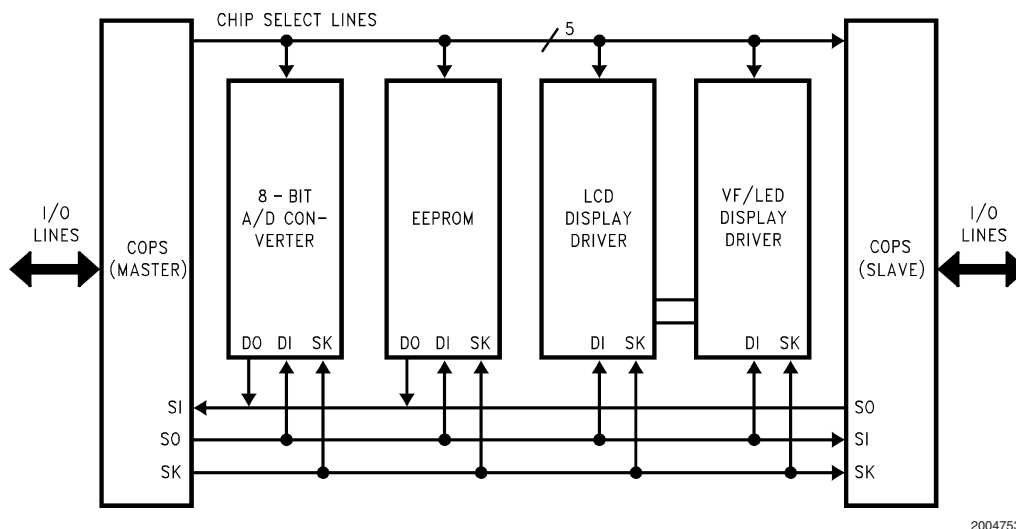 CHIP SELECT LINES
5
8-BIT
A/D CON-
VERTER
EEPROM
LCD
DISPLAY
DRIVER
VF/LED
DISPLAY
DRIVER
I/O
LINES
COPS
(MASTER)
COPS
(SLAVE)
I/O
LINES
DO DI SK
DO DI SK
DI SK
DI SK
SI
SO
SK
SO
SI
SK